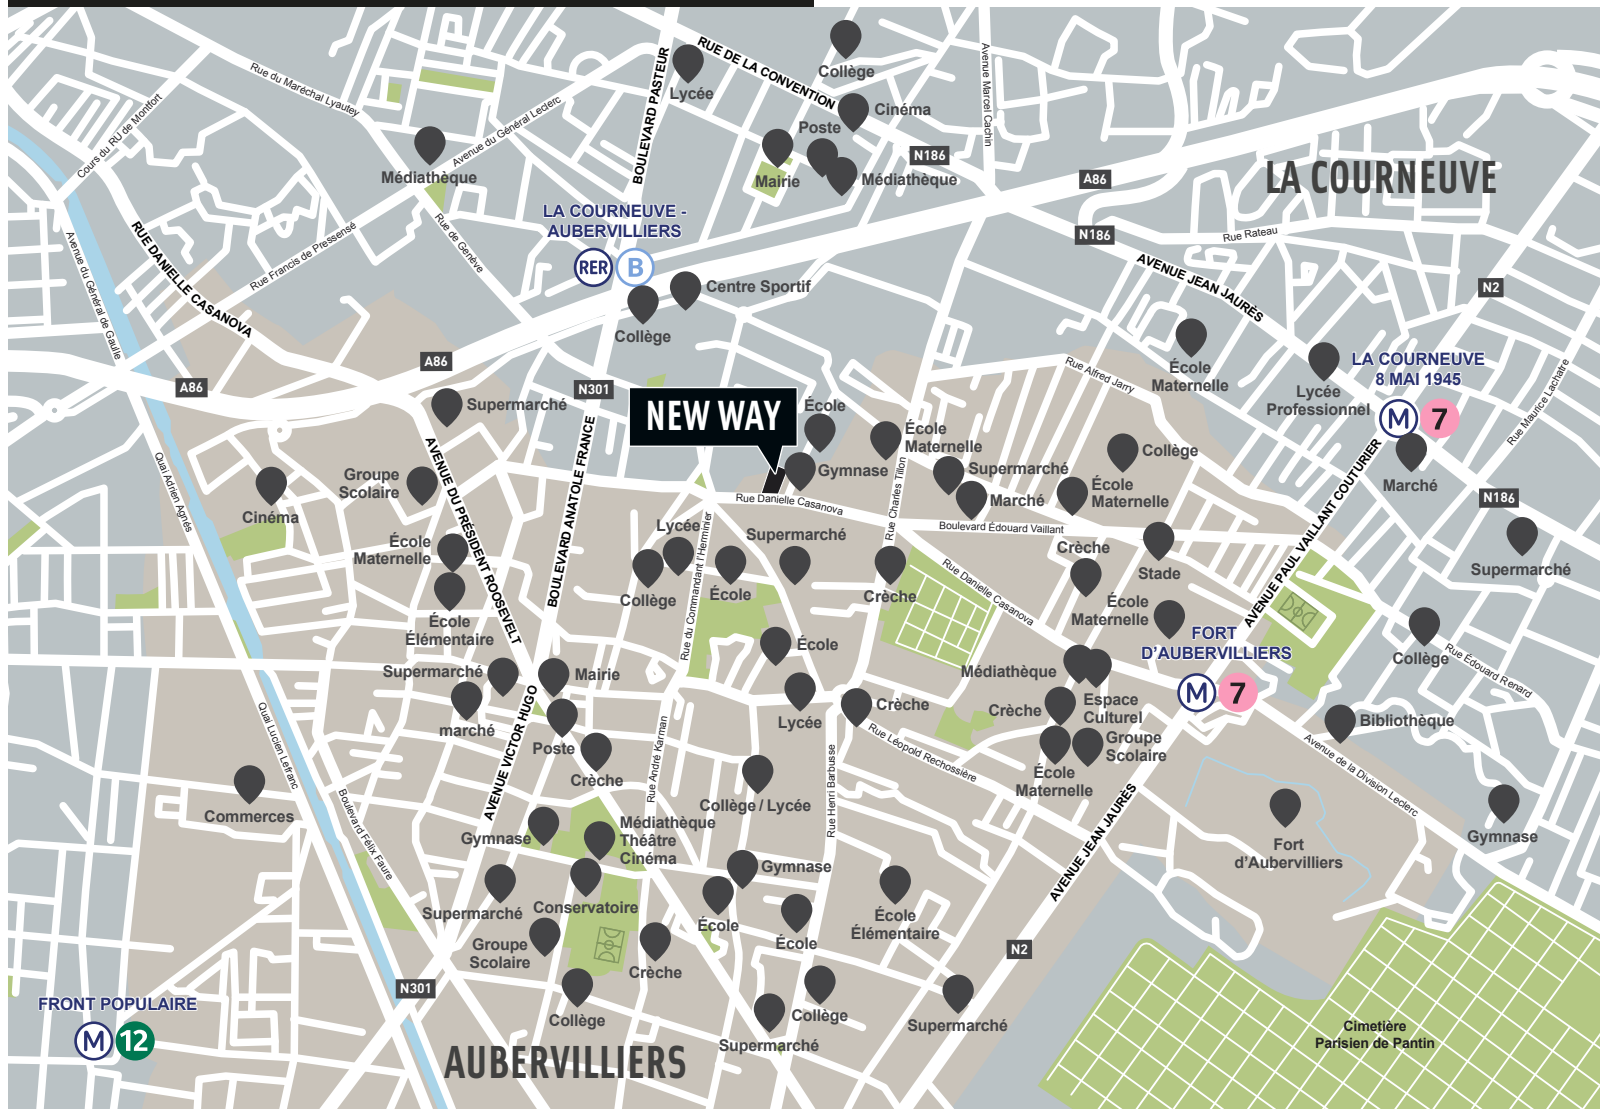 Collège
RUE DE LA CONVENTION
BOULEVARD PASTEUR
Avenue Marcel Cachin
Rue du Maréchal Lyautey
Lycée
Cours du RU de Montfort
Avenue du Général Leclerc
Cinéma
Poste
N186
LA COURNEUVE
Médiathèque
Mairie
Médiathèque
A86
LA COURNEUVE -
AUBERVILLIERS
RER
B
RUE DANIELLE CASANOVA
Avenue du Général de Gaulle
Rue Francis de Pressensé
Rue de Genève
N186
Rue Rateau
AVENUE JEAN JAURÈS
N2
Centre Sportif
Collège
A86
A86
N301
École
Maternelle
Rue Alfred Jarry
Lycée
Professionnel
LA COURNEUVE
8 MAI 1945
M
7
Rue Maurice Lachatre
Supermarché
NEW WAY
École
École
Maternelle
Gymnase
Supermarché
Marché
Collège
École
Maternelle
Marché
N186
Supermarché
Groupe
Scolaire
Cinéma
Quai Adrien Agnès
AVENUE DU PRÉSIDENT ROOSEVELT
BOULEVARD ANATOLE FRANCE
Rue Danielle Casanova
Rue Charles Tillon
Boulevard Édouard Vaillant
AVENUE PAUL VAILLANT COUTURIER
École
Maternelle
École
Élémentaire
Lycée
Collège
Rue du Commandant l'Herminier
École
Supermarché
Crèche
Rue Danielle Casanova
Crèche
Stade
École
Maternelle
FORT
D'AUBERVILLIERS
M
7
Collège
Rue Édouard Renard
Supermarché
Mairie
marché
Poste
Crèche
AVENUE VICTOR HUGO
École
Lycée
Crèche
Médiathèque
Espace
Culturel
Crèche
Groupe
Scolaire
École
Maternelle
Bibliothèque
Rue Léopold Rechossière
Avenue de la Division Leclerc
Quai Lucien Lefranc
Commerces
Boulevard Félix Faure
Rue André Karman
Collège / Lycée
Rue Henri Barbusse
AVENUE JEAN JAURÈS
Gymnase
Médiathèque
Théâtre
Cinéma
Fort
d'Aubervilliers
Gymnase
Gymnase
Supermarché
Conservatoire
École
École
École
Élémentaire
Groupe
Scolaire
Crèche
N2
N301
Collège
Collège
Supermarché
Supermarché
FRONT POPULAIRE
M
12
AUBERVILLIERS
Cimetière
Parisien de Pantin